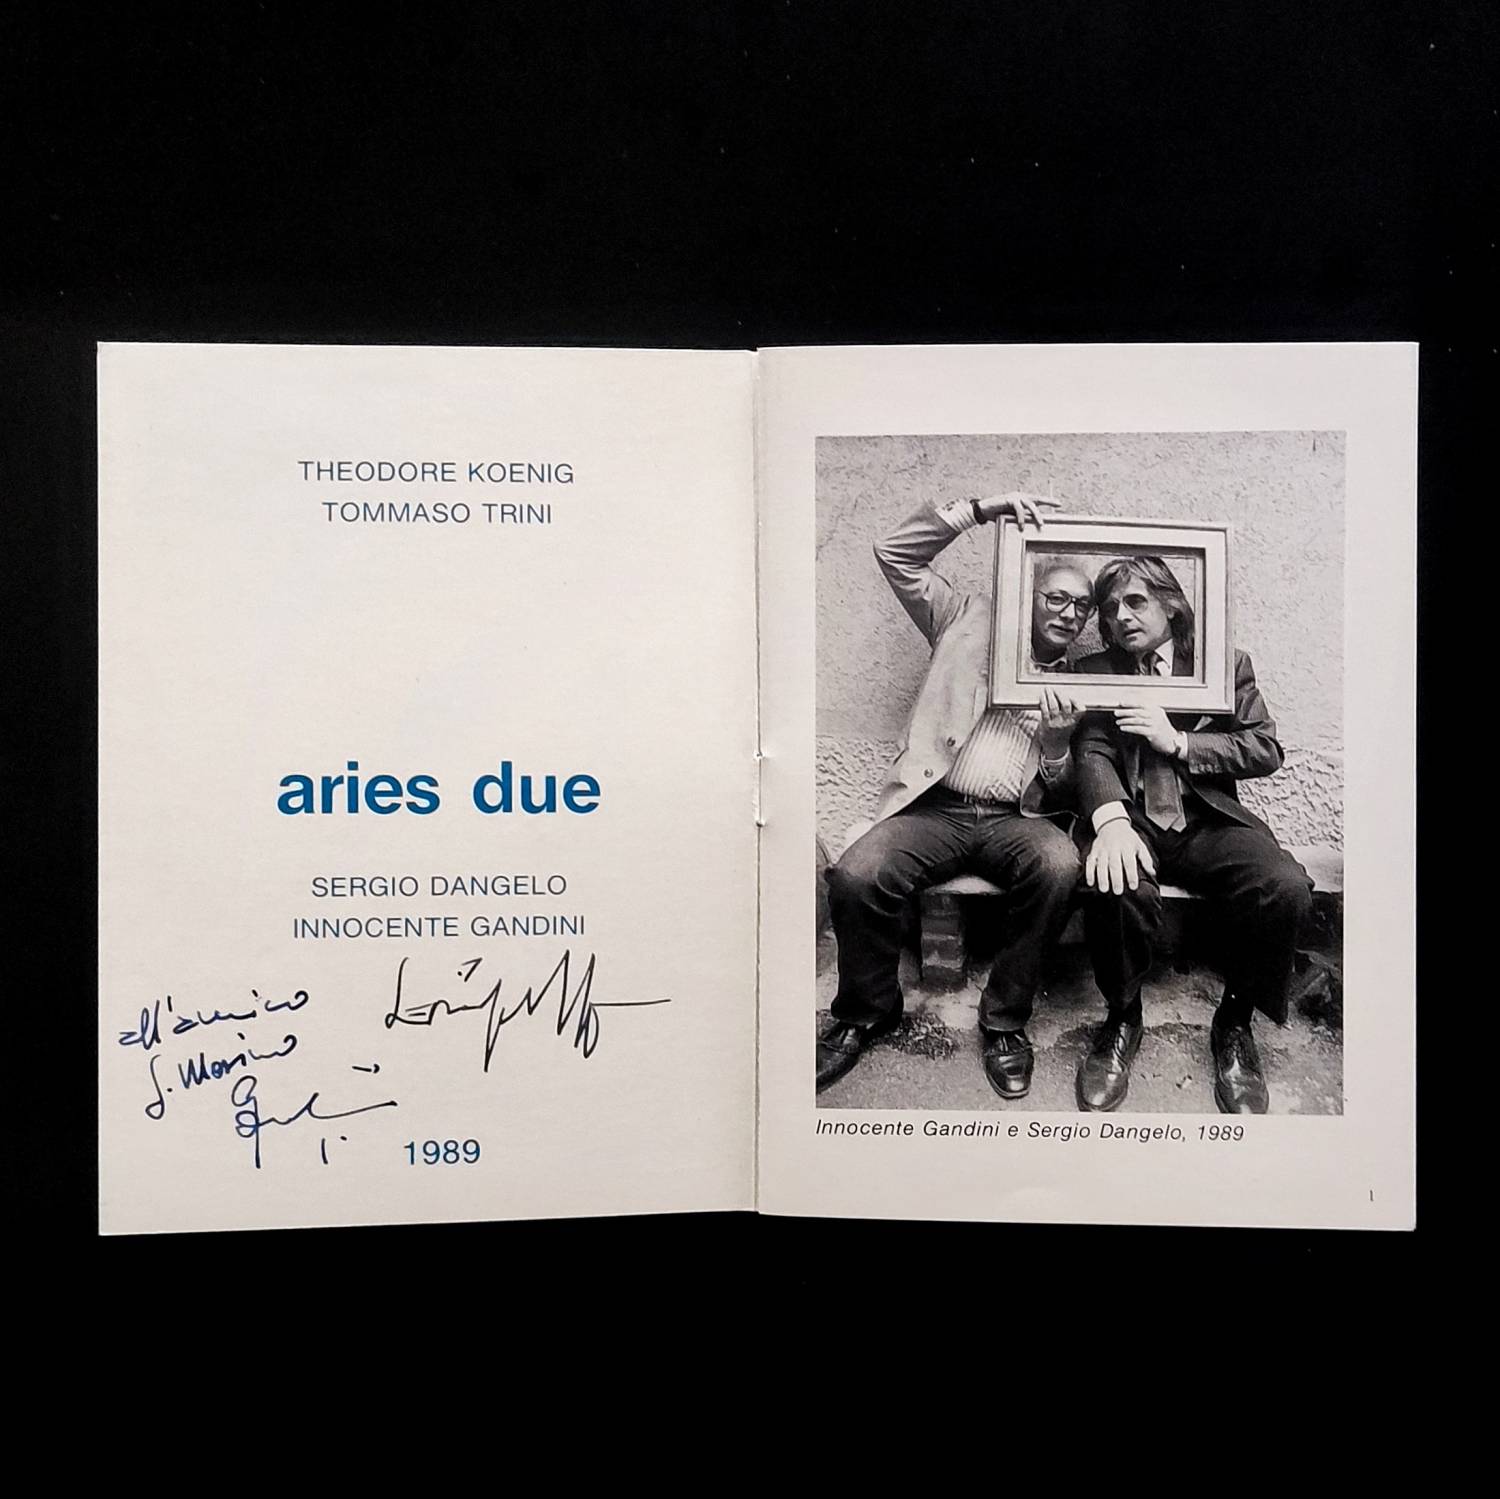 THEODORE KOENIG
TOMMASO TRINI
aries due
SERGIO DANGELO
INNOCENTE GANDINI
all'amico
1989
Innocente Gandini e Sergio Dangelo, 1989
1